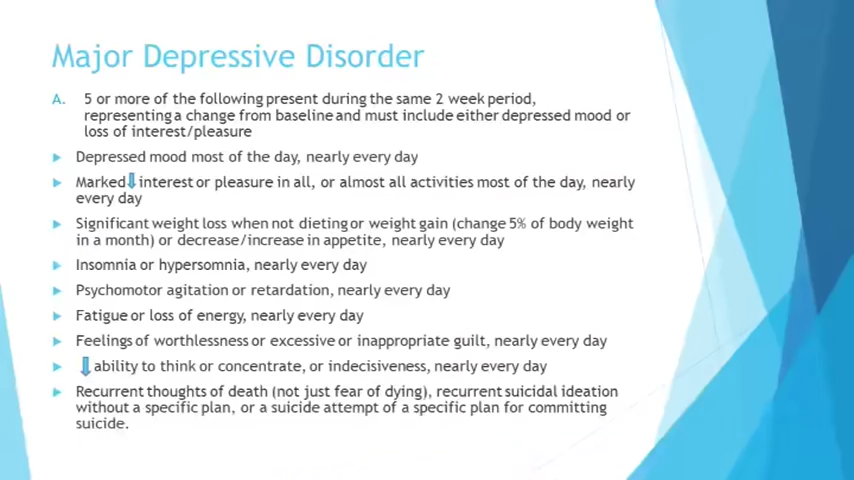 Major Depressive Disorder
A. 5 or more of the following present during the same 2 week period,
representing a change from baseline and must include either depressed mood or
loss of interest/pleasure
Depressed mood most of the day, nearly every day
Marked interest or pleasure in all, or almost all activities most of the day, nearly
every day
Significant weight loss when not dieting or weight gain (change 5% of body weight
in a month) or decrease/increase in appetite, nearly every day
Insomnia or hypersomnia, nearly every day
Psychomotor agitation or retardation, nearly every day
Fatigue or loss of energy, nearly every day
Feelings of worthlessness or excessive or inappropriate guilt, nearly every day
ability to think or concentrate, or indecisiveness, nearly every day
Recurrent thoughts of death (not just fear of dying), recurrent suicidal ideation
without a specific plan, or a suicide attempt of a specific plan for committing
suicide.